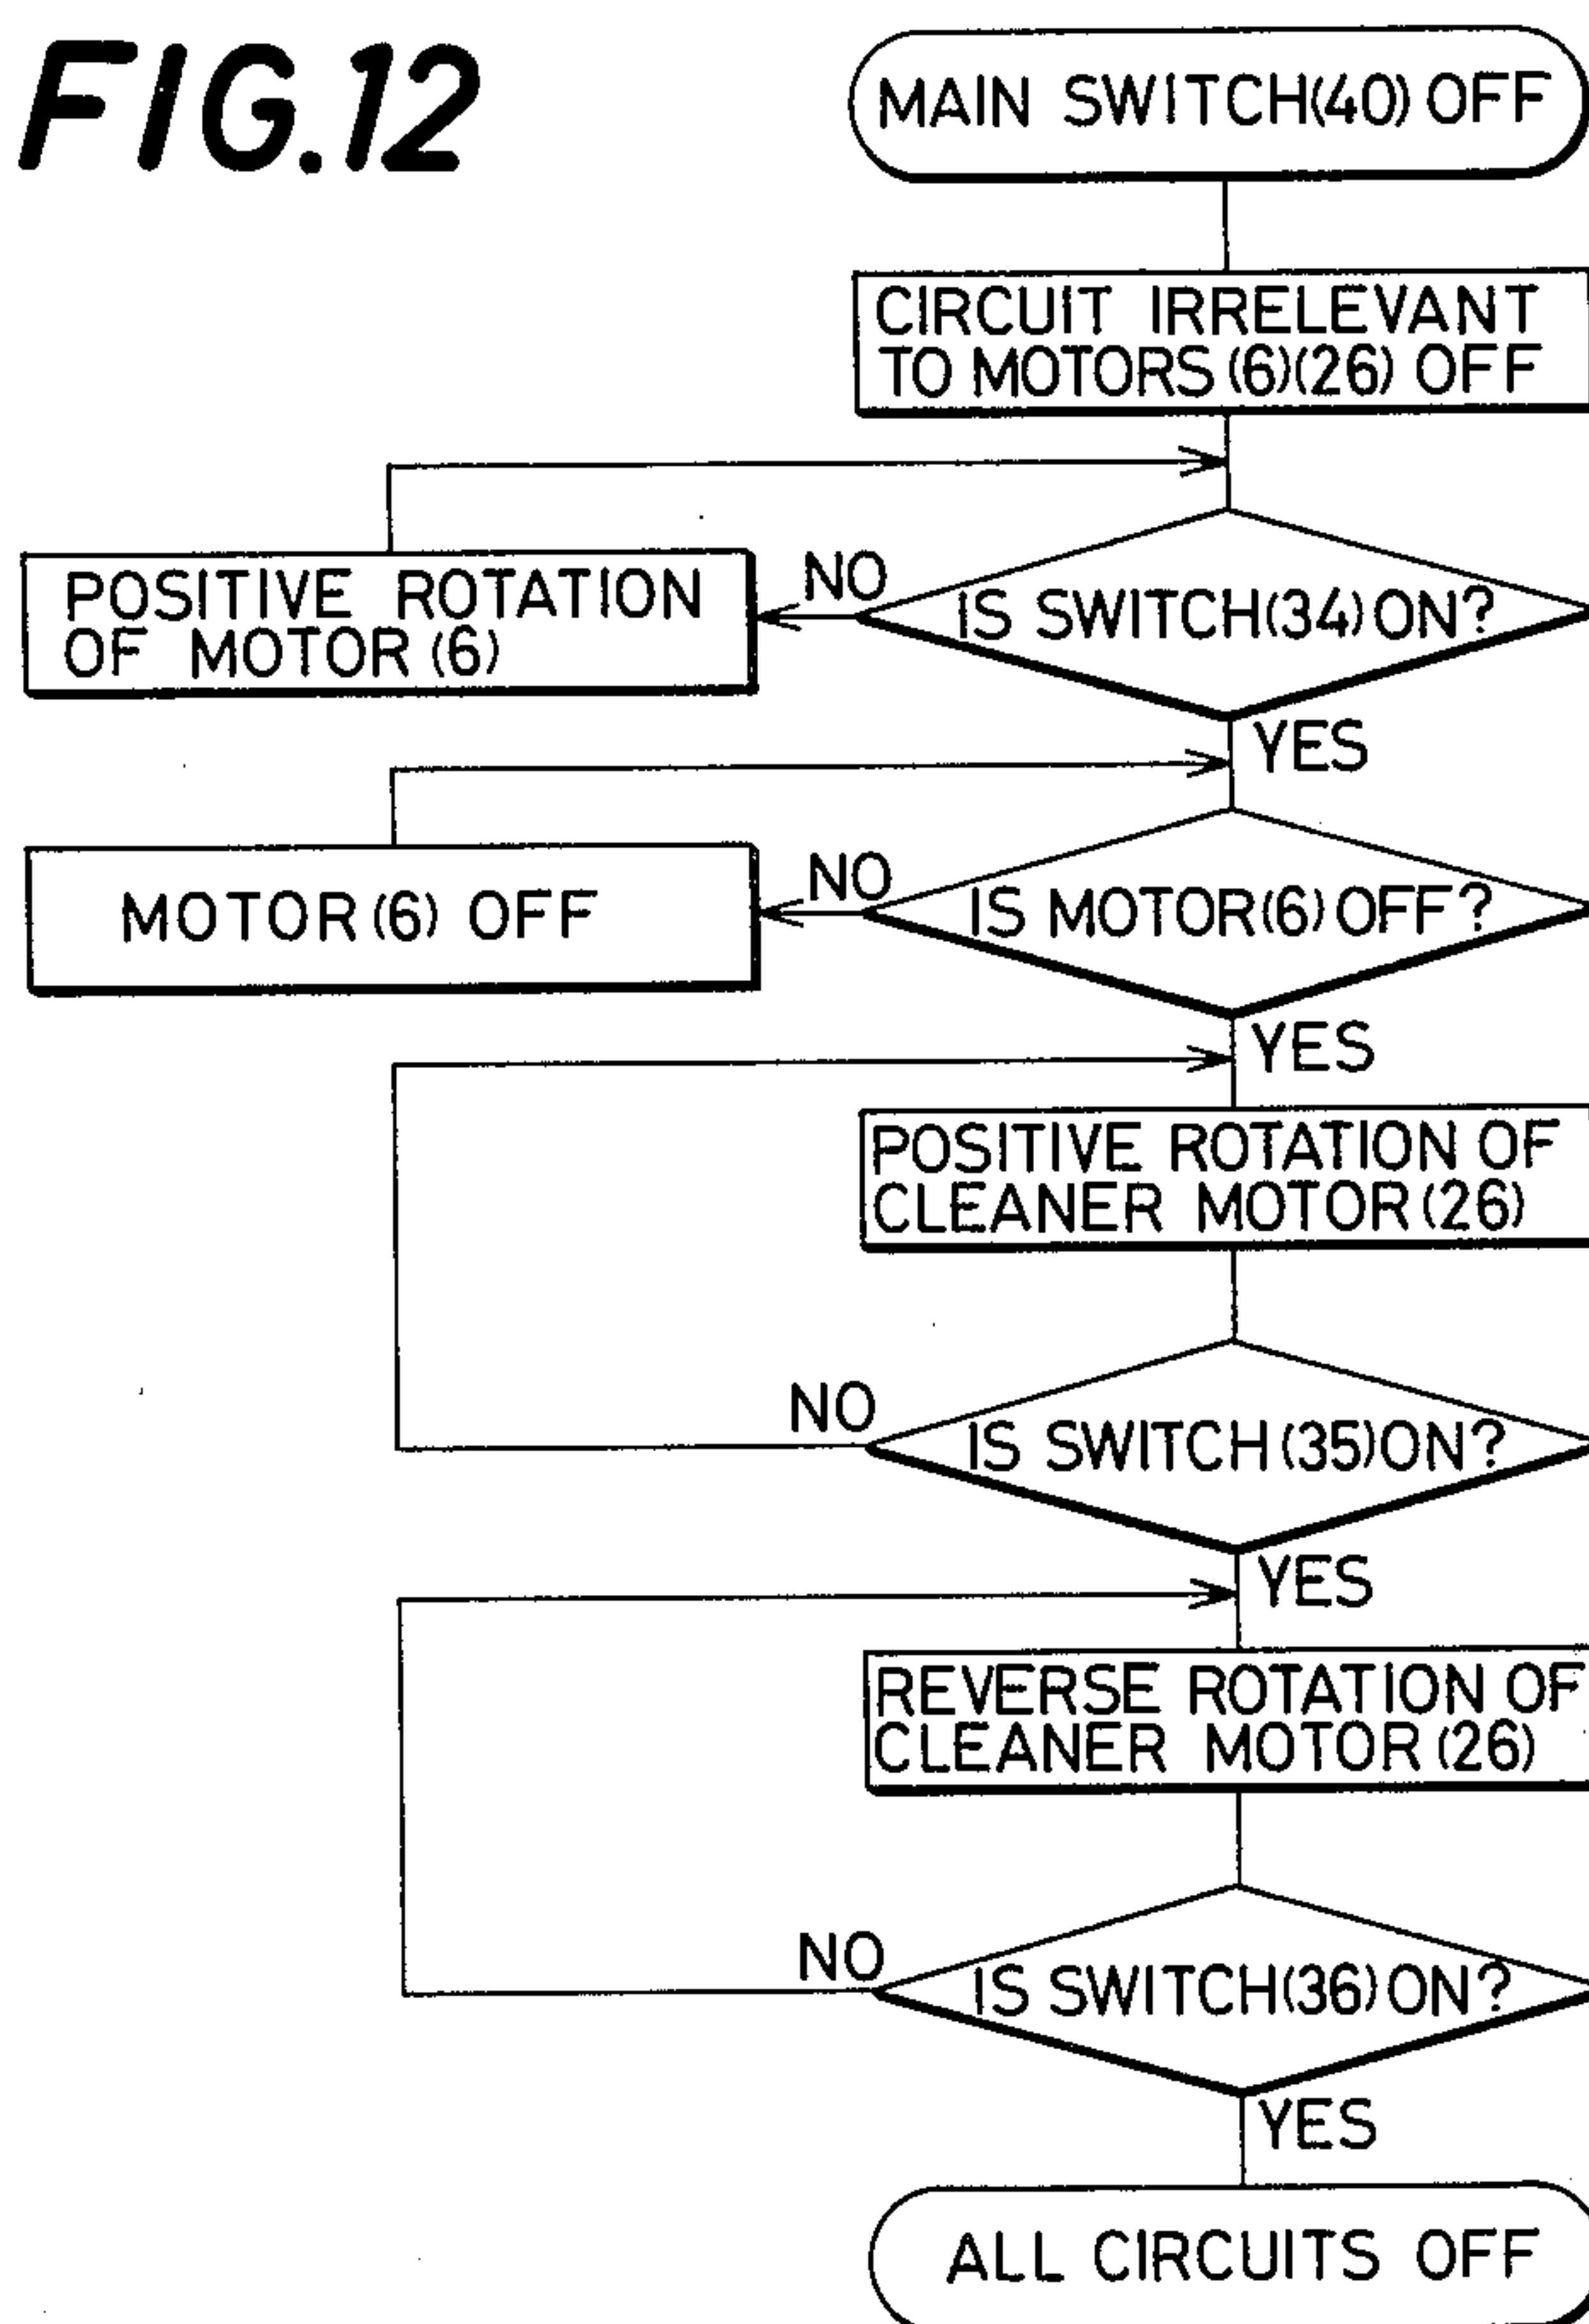 FIG.12
MAIN SWITCH(40) OFF
CIRCUIT IRRELEVANT
TO MOTORS (6)(26) OFF
NO
IS SWITCH(34) ON?
POSITIVE ROTATION
OF MOTOR (6)
YES
NO
IS MOTOR(6) OFF?
MOTOR (6) OFF
YES
POSITIVE ROTATION OF
CLEANER MOTOR (26)
NO
IS SWITCH (35) ON?
YES
REVERSE ROTATION OF
CLEANER MOTOR (26)
NO
IS SWITCH(36) ON?
YES
ALL CIRCUITS OFF